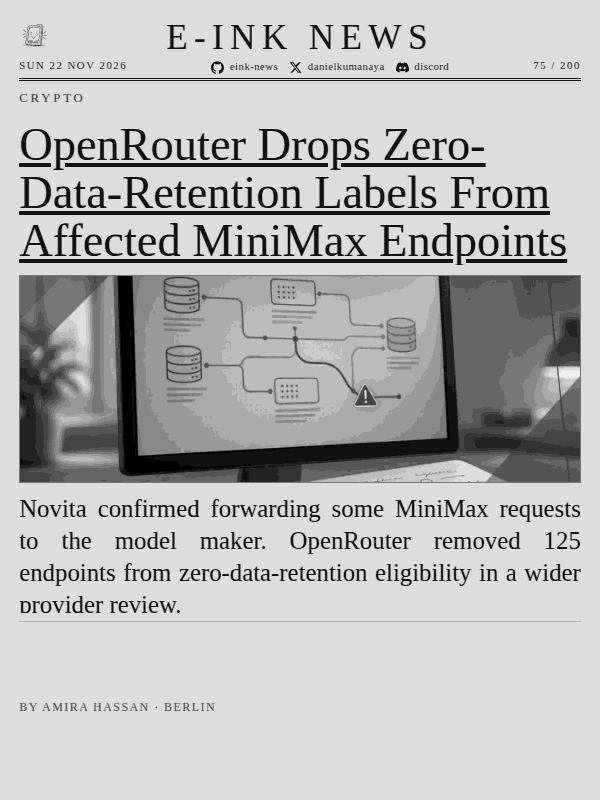 E-INK NEWS
SUN 22 NOV 2026
eink-news
danielkumanaya
discord
75 / 200
CRYPTO
OpenRouter Drops Zero-
Data-Retention Labels From
Affected MiniMax Endpoints
Novita confirmed forwarding some MiniMax requests
to the model maker. OpenRouter removed 125
endpoints from zero-data-retention eligibility in a wider
provider review.
BY AMIRA HASSAN · BERLIN